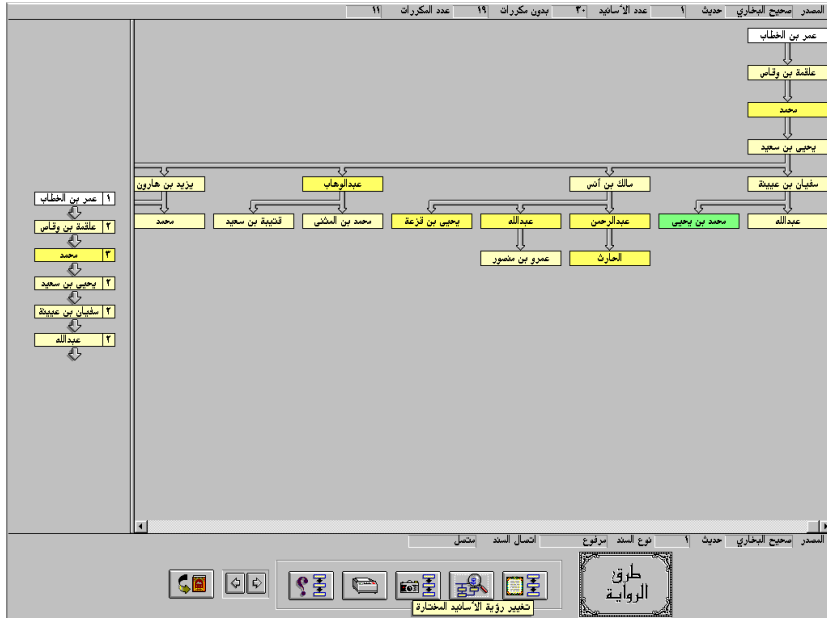 المصدر صحيح البخاري حديث ١ عدد الأسانيد ٣٠ بدون مكررات ١٩ عدد المكررات ١١
عمر بن الخطاب
علقمة بن وقاص
محمد
يحيى بن سعيد
سفيان بن عيينة مالك بن أنس عبدالوهاب يزيد بن هارون
عبدالله محمد بن يحيى عبدالرحمن عبدالله يحيى بن قزعة محمد بن المثنى قتيبة بن سعيد محمد
الحارث عمرو بن منصور
١ عمر بن الخطاب
٢ علقمة بن وقاص
٣ محمد
٢ يحيى بن سعيد
٢ سفيان بن عيينة
٢ عبدالله
المصدر صحيح البخاري حديث ١ نوع السند مرفوع اتصال السند متصل
طرق
الرواية
تغيير رؤية الأسانيد المختارة